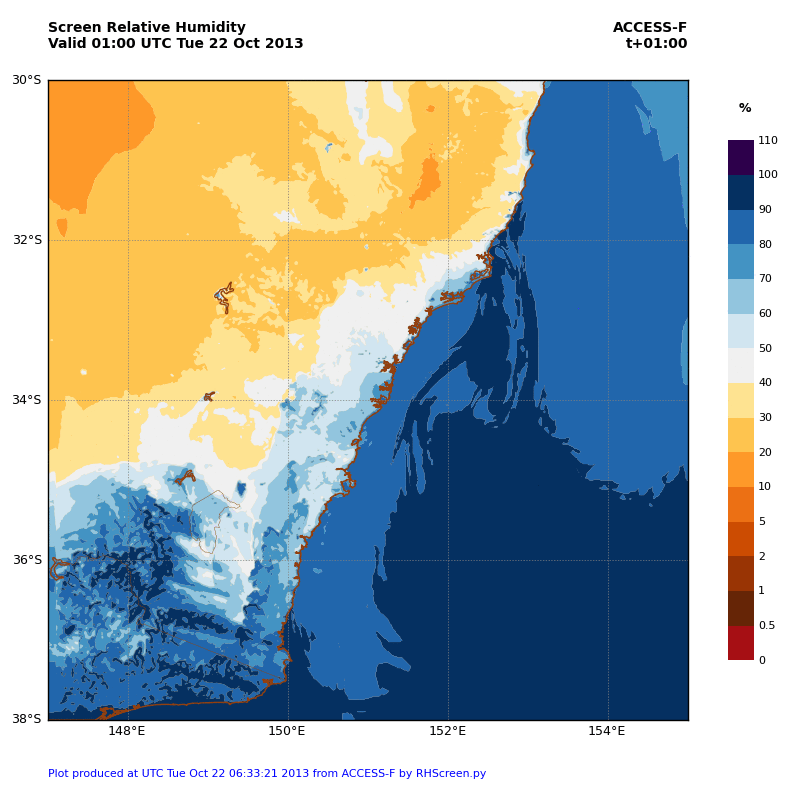 Screen Relative Humidity
Valid 01:00 UTC Tue 22 Oct 2013
ACCESS-F
t+01:00
30°S
32°S
34°S
36°S
38°S
148°E
150°E
152°E
154°E
%
110
100
90
80
70
60
50
40
30
20
10
5
2
1
0.5
0
Plot produced at UTC Tue Oct 22 06:33:21 2013 from ACCESS-F by RHScreen.py